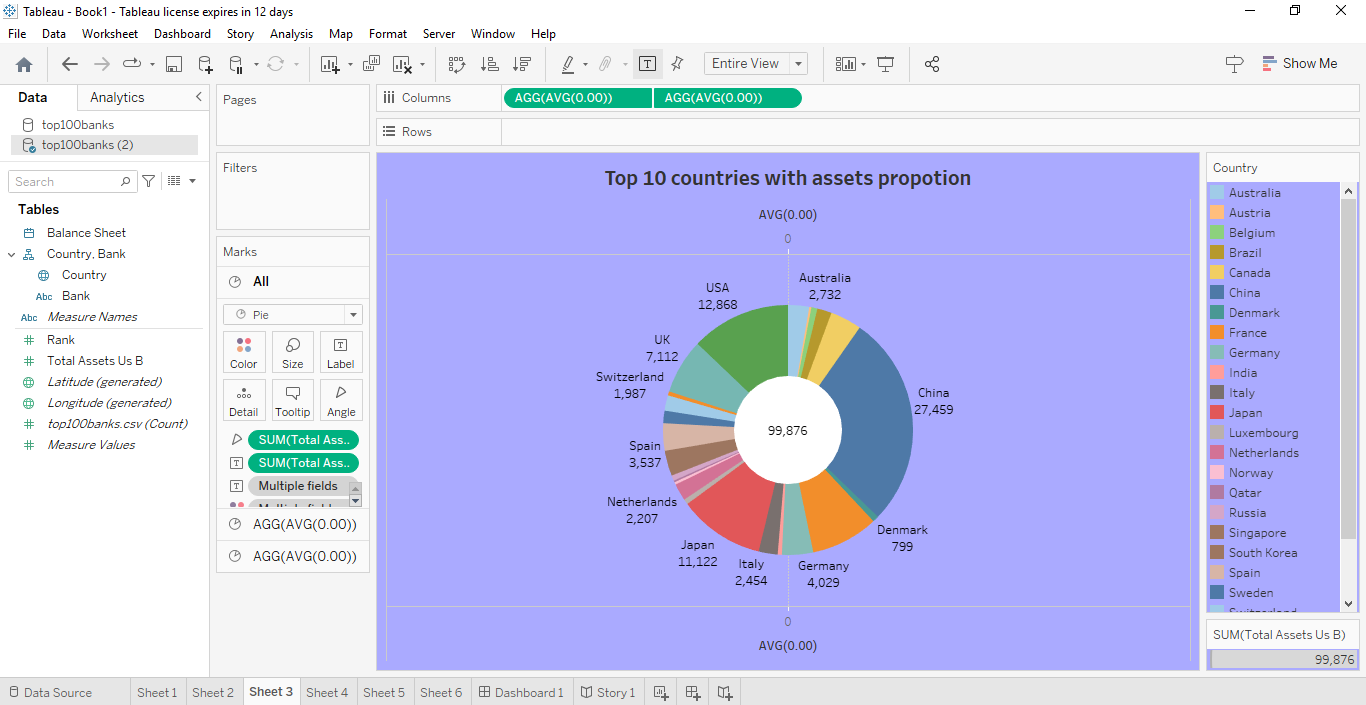 Tableau - Book1 - Tableau license expires in 12 days
File Data Worksheet Dashboard Story Analysis Map Format Server Window Help
Entire View
Show Me
Data Analytics
top100banks
top100banks (2)
Search
Tables
Balance Sheet
Country, Bank
Country
Abc Bank
Abc Measure Names
Rank
Total Assets Us B
Latitude (generated)
Longitude (generated)
top100banks.csv (Count)
Measure Values
Pages
Filters
Marks
All
Pie
Color Size Label
Detail Tooltip Angle
SUM(Total Ass..
SUM(Total Ass..
Multiple fields
AGG(AVG(0.00))
AGG(AVG(0.00))
Columns AGG(AVG(0.00)) AGG(AVG(0.00))
Rows
Top 10 countries with assets propotion
AVG(0.00)
0
USA
12,868
Australia
2,732
UK
7,112
Switzerland
1,987
China
27,459
99,876
Spain
3,537
Netherlands
2,207
Denmark
799
Japan
11,122
Italy
2,454
Germany
4,029
0
AVG(0.00)
Country
Australia
Austria
Belgium
Brazil
Canada
China
Denmark
France
Germany
India
Italy
Japan
Luxembourg
Netherlands
Norway
Qatar
Russia
Singapore
South Korea
Spain
Sweden
Switzerland
SUM(Total Assets Us B)
99,876
Data Source Sheet 1 Sheet 2 Sheet 3 Sheet 4 Sheet 5 Sheet 6 Dashboard 1 Story 1